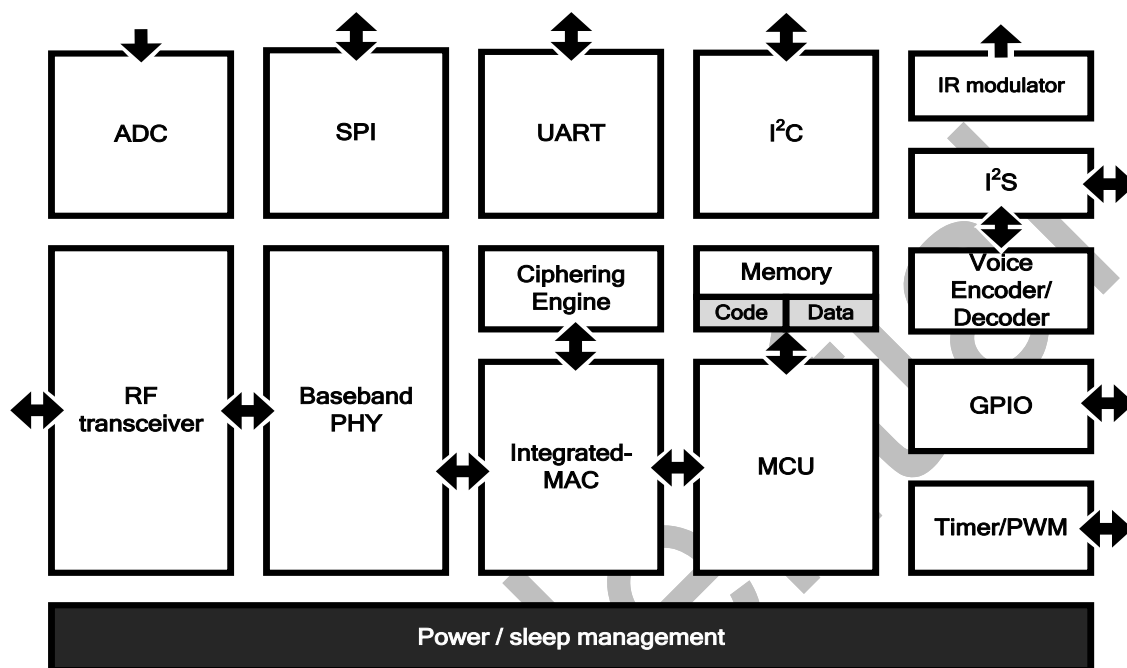 ADC
SPI
UART
I²C
IR modulator
I²S
Ciphering
Engine
Memory
Code
Data
Voice
Encoder/
Decoder
RF
transceiver
Baseband
PHY
Integrated-
MAC
MCU
GPIO
Timer/PWM
Power / sleep management